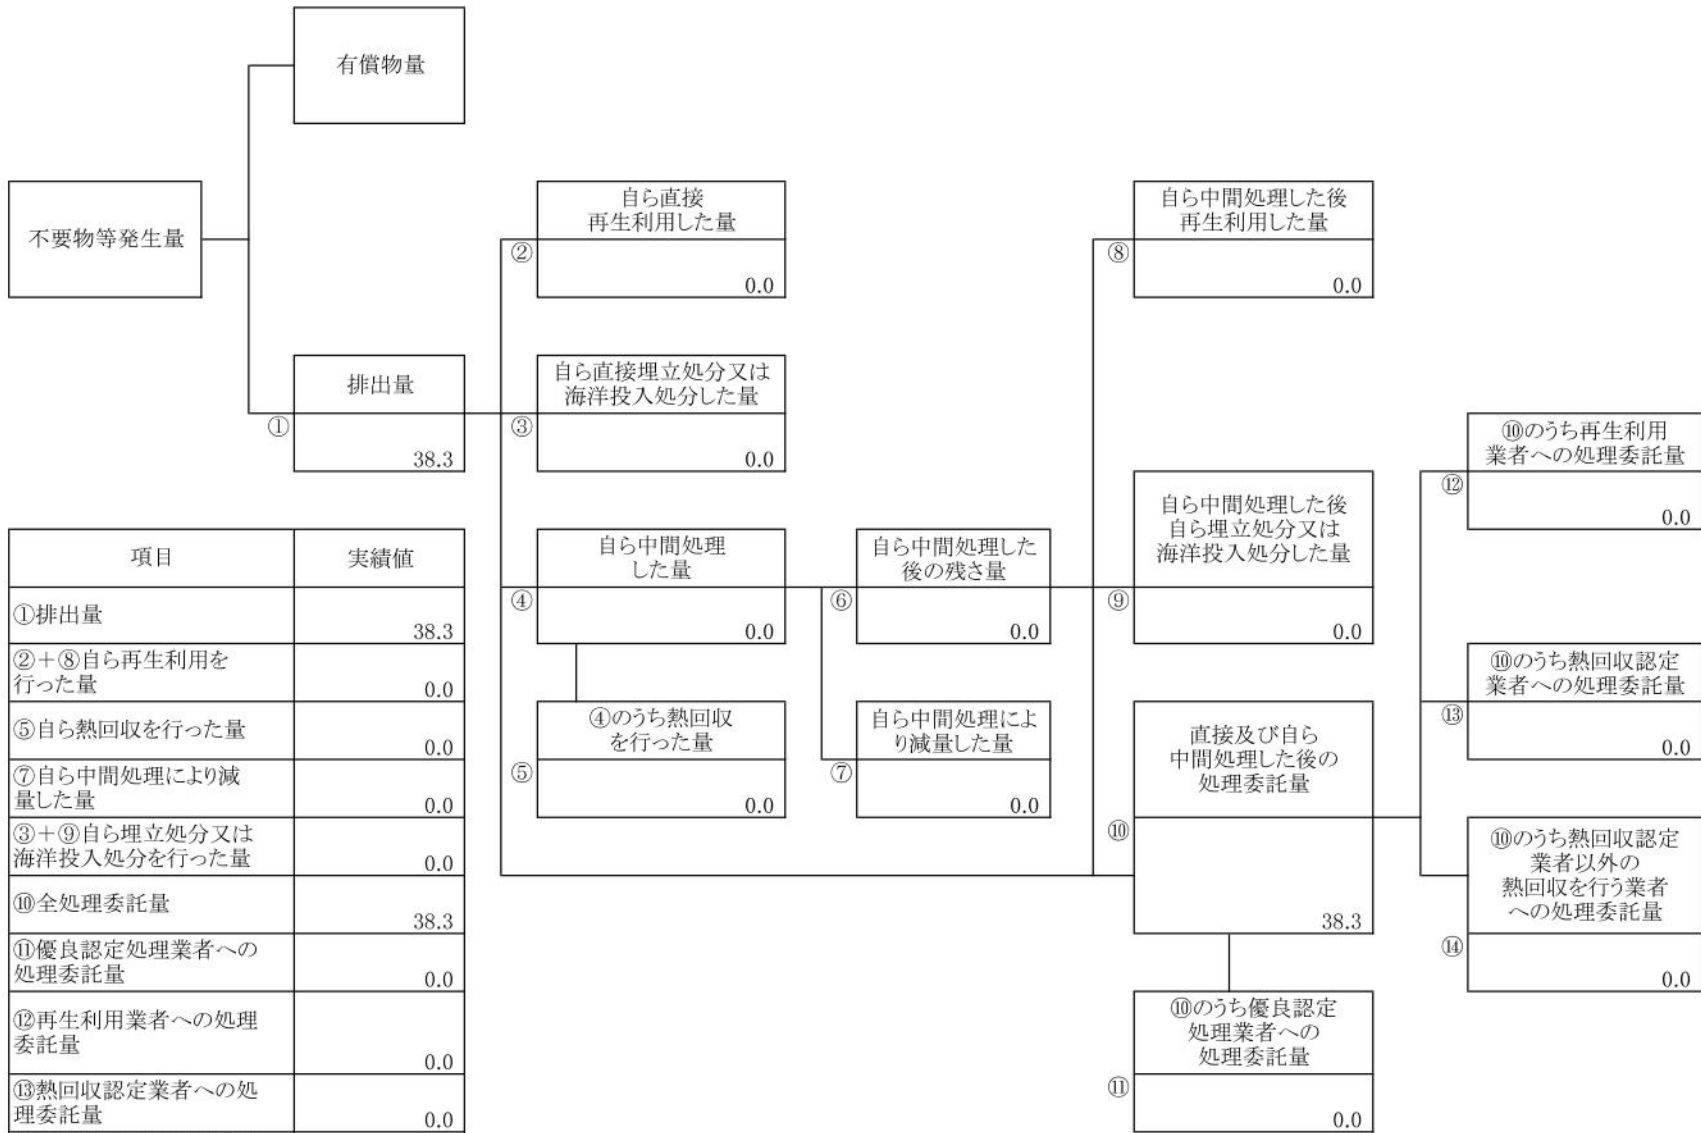 有償物量
不要物等発生量
排出量
①
38.3
自ら直接
再生利用した量
②
0.0
自ら直接埋立処分又は
海洋投入処分した量
③
0.0
自ら中間処理
した量
④
0.0
④のうち熱回収
を行った量
⑤
0.0
自ら中間処理した
後の残さ量
⑥
0.0
自ら中間処理によ
り減量した量
⑦
0.0
自ら中間処理した後
再生利用した量
⑧
0.0
自ら中間処理した後
自ら埋立処分又は
海洋投入処分した量
⑨
0.0
直接及び自ら
中間処理した後の
処理委託量
⑩
38.3
⑩のうち優良認定
処理業者への
処理委託量
⑪
0.0
⑩のうち再生利用
業者への処理委託量
⑫
0.0
⑩のうち熱回収認定
業者への処理委託量
⑬
0.0
⑩のうち熱回収認定
業者以外の
熱回収を行う業者
への処理委託量
⑭
0.0
項目 実績値
①排出量
38.3
②＋⑧自ら再生利用を
行った量
0.0
⑤自ら熱回収を行った量
0.0
⑦自ら中間処理により減
量した量
0.0
③＋⑨自ら埋立処分又は
海洋投入処分を行った量
0.0
⑩全処理委託量
38.3
⑪優良認定処理業者への
処理委託量
0.0
⑫再生利用業者への処理
委託量
0.0
⑬熱回収認定業者への処
理委託量
0.0